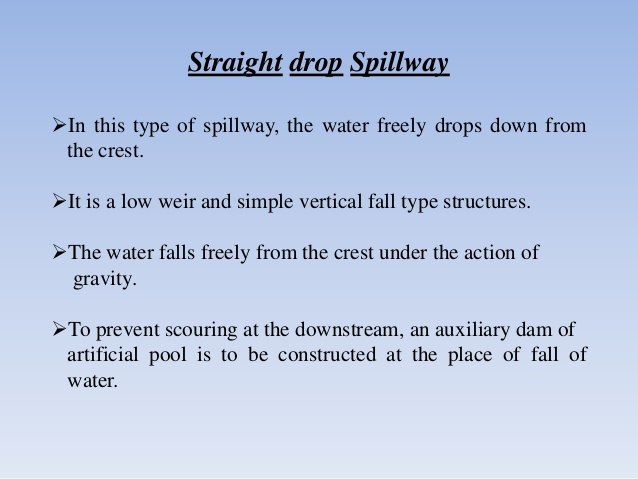 Straight drop Spillway
➢In this type of spillway, the water freely drops down from
the crest.
➢It is a low weir and simple vertical fall type structures.
➢The water falls freely from the crest under the action of
gravity.
➢To prevent scouring at the downstream, an auxiliary dam of
artificial pool is to be constructed at the place of fall of
water.